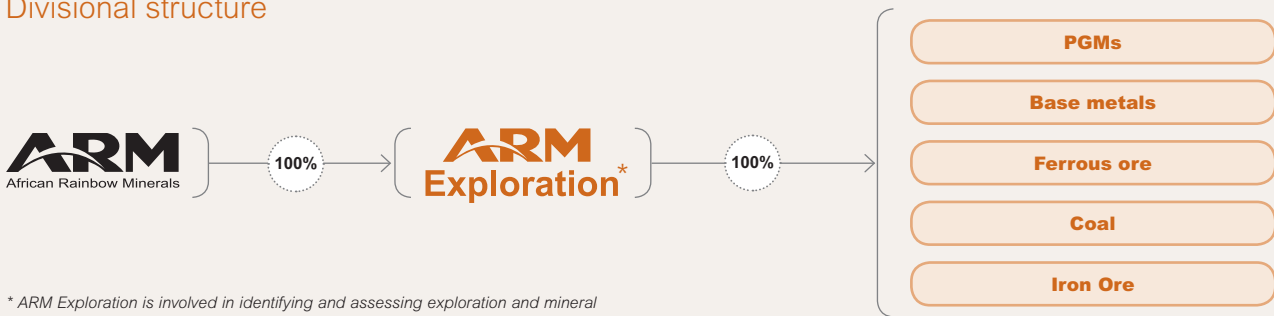 Divisional structure
ARM
African Rainbow Minerals
100%
ARM
Exploration*
100%
PGMs
Base metals
Ferrous ore
Coal
Iron Ore
* ARM Exploration is involved in identifying and assessing exploration and mineral